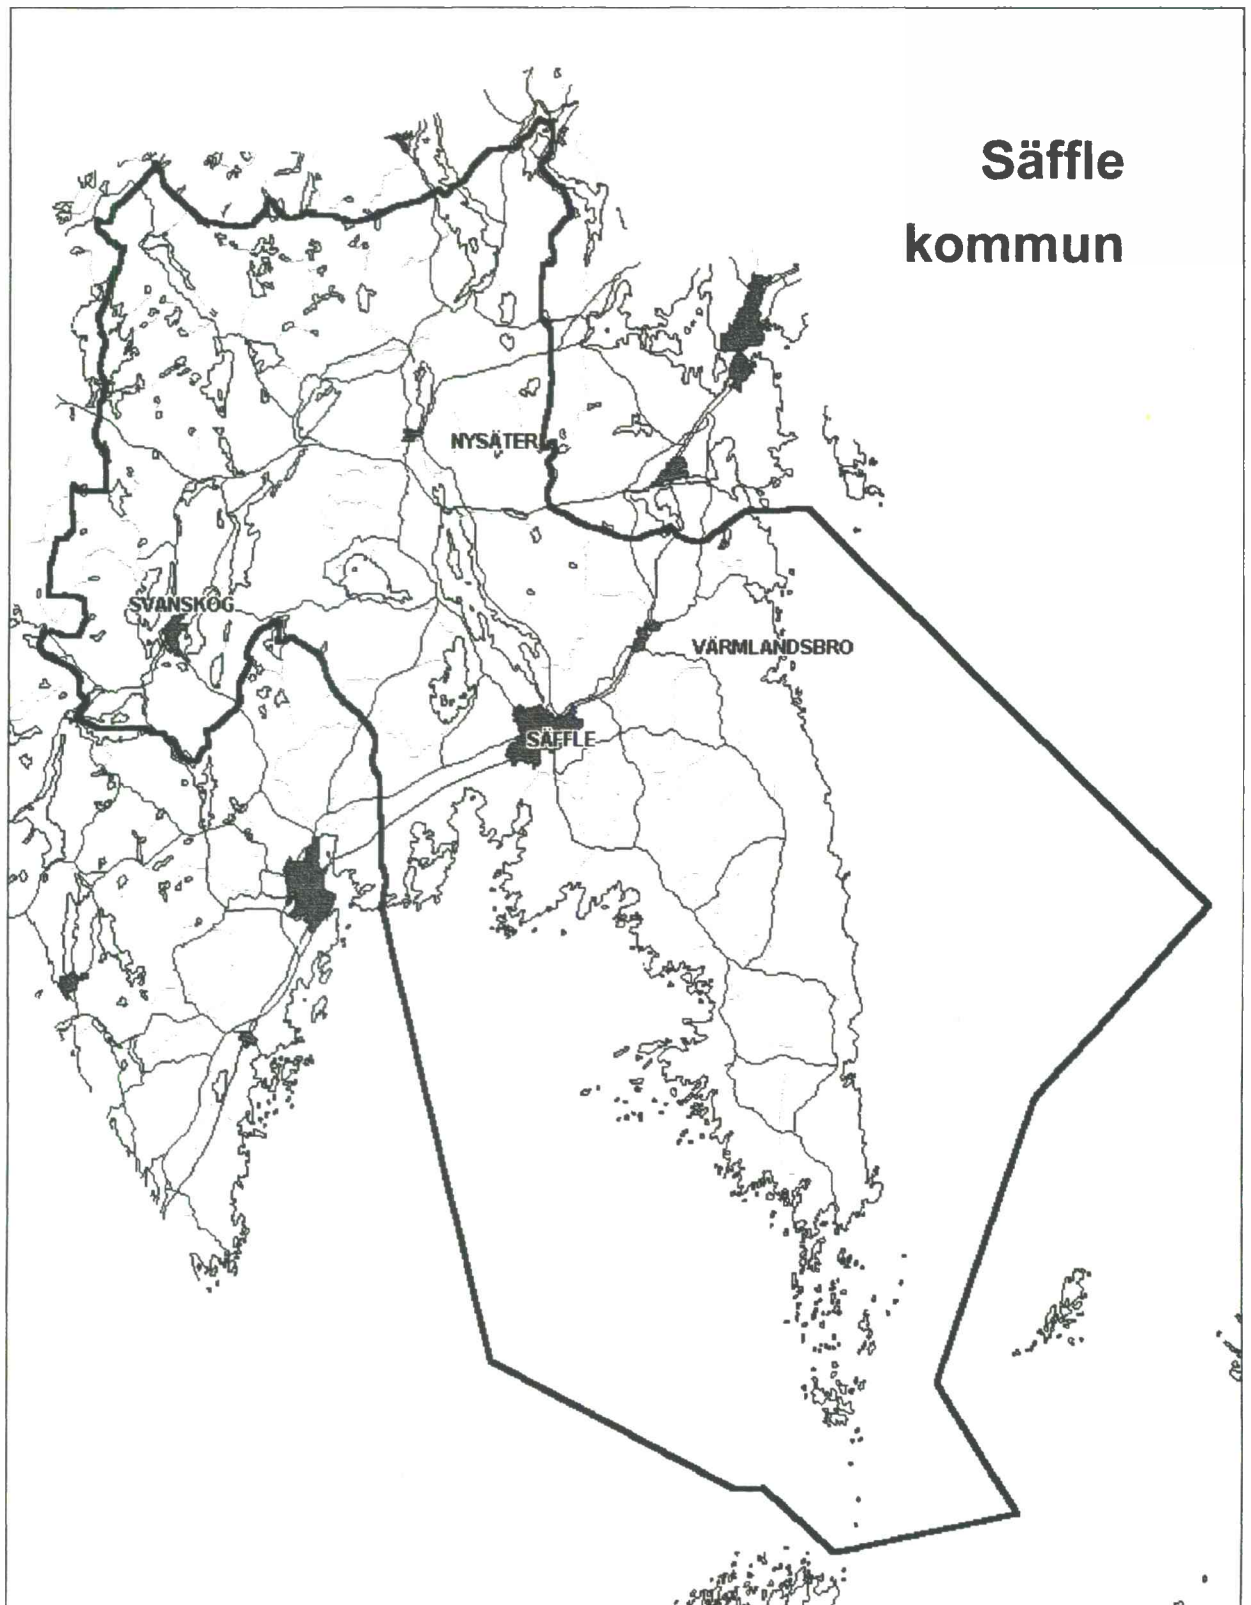 Säffle
kommun
NYSÄTER
SVANSKOG
VÄRMLANDSBRO
SÄFFLE